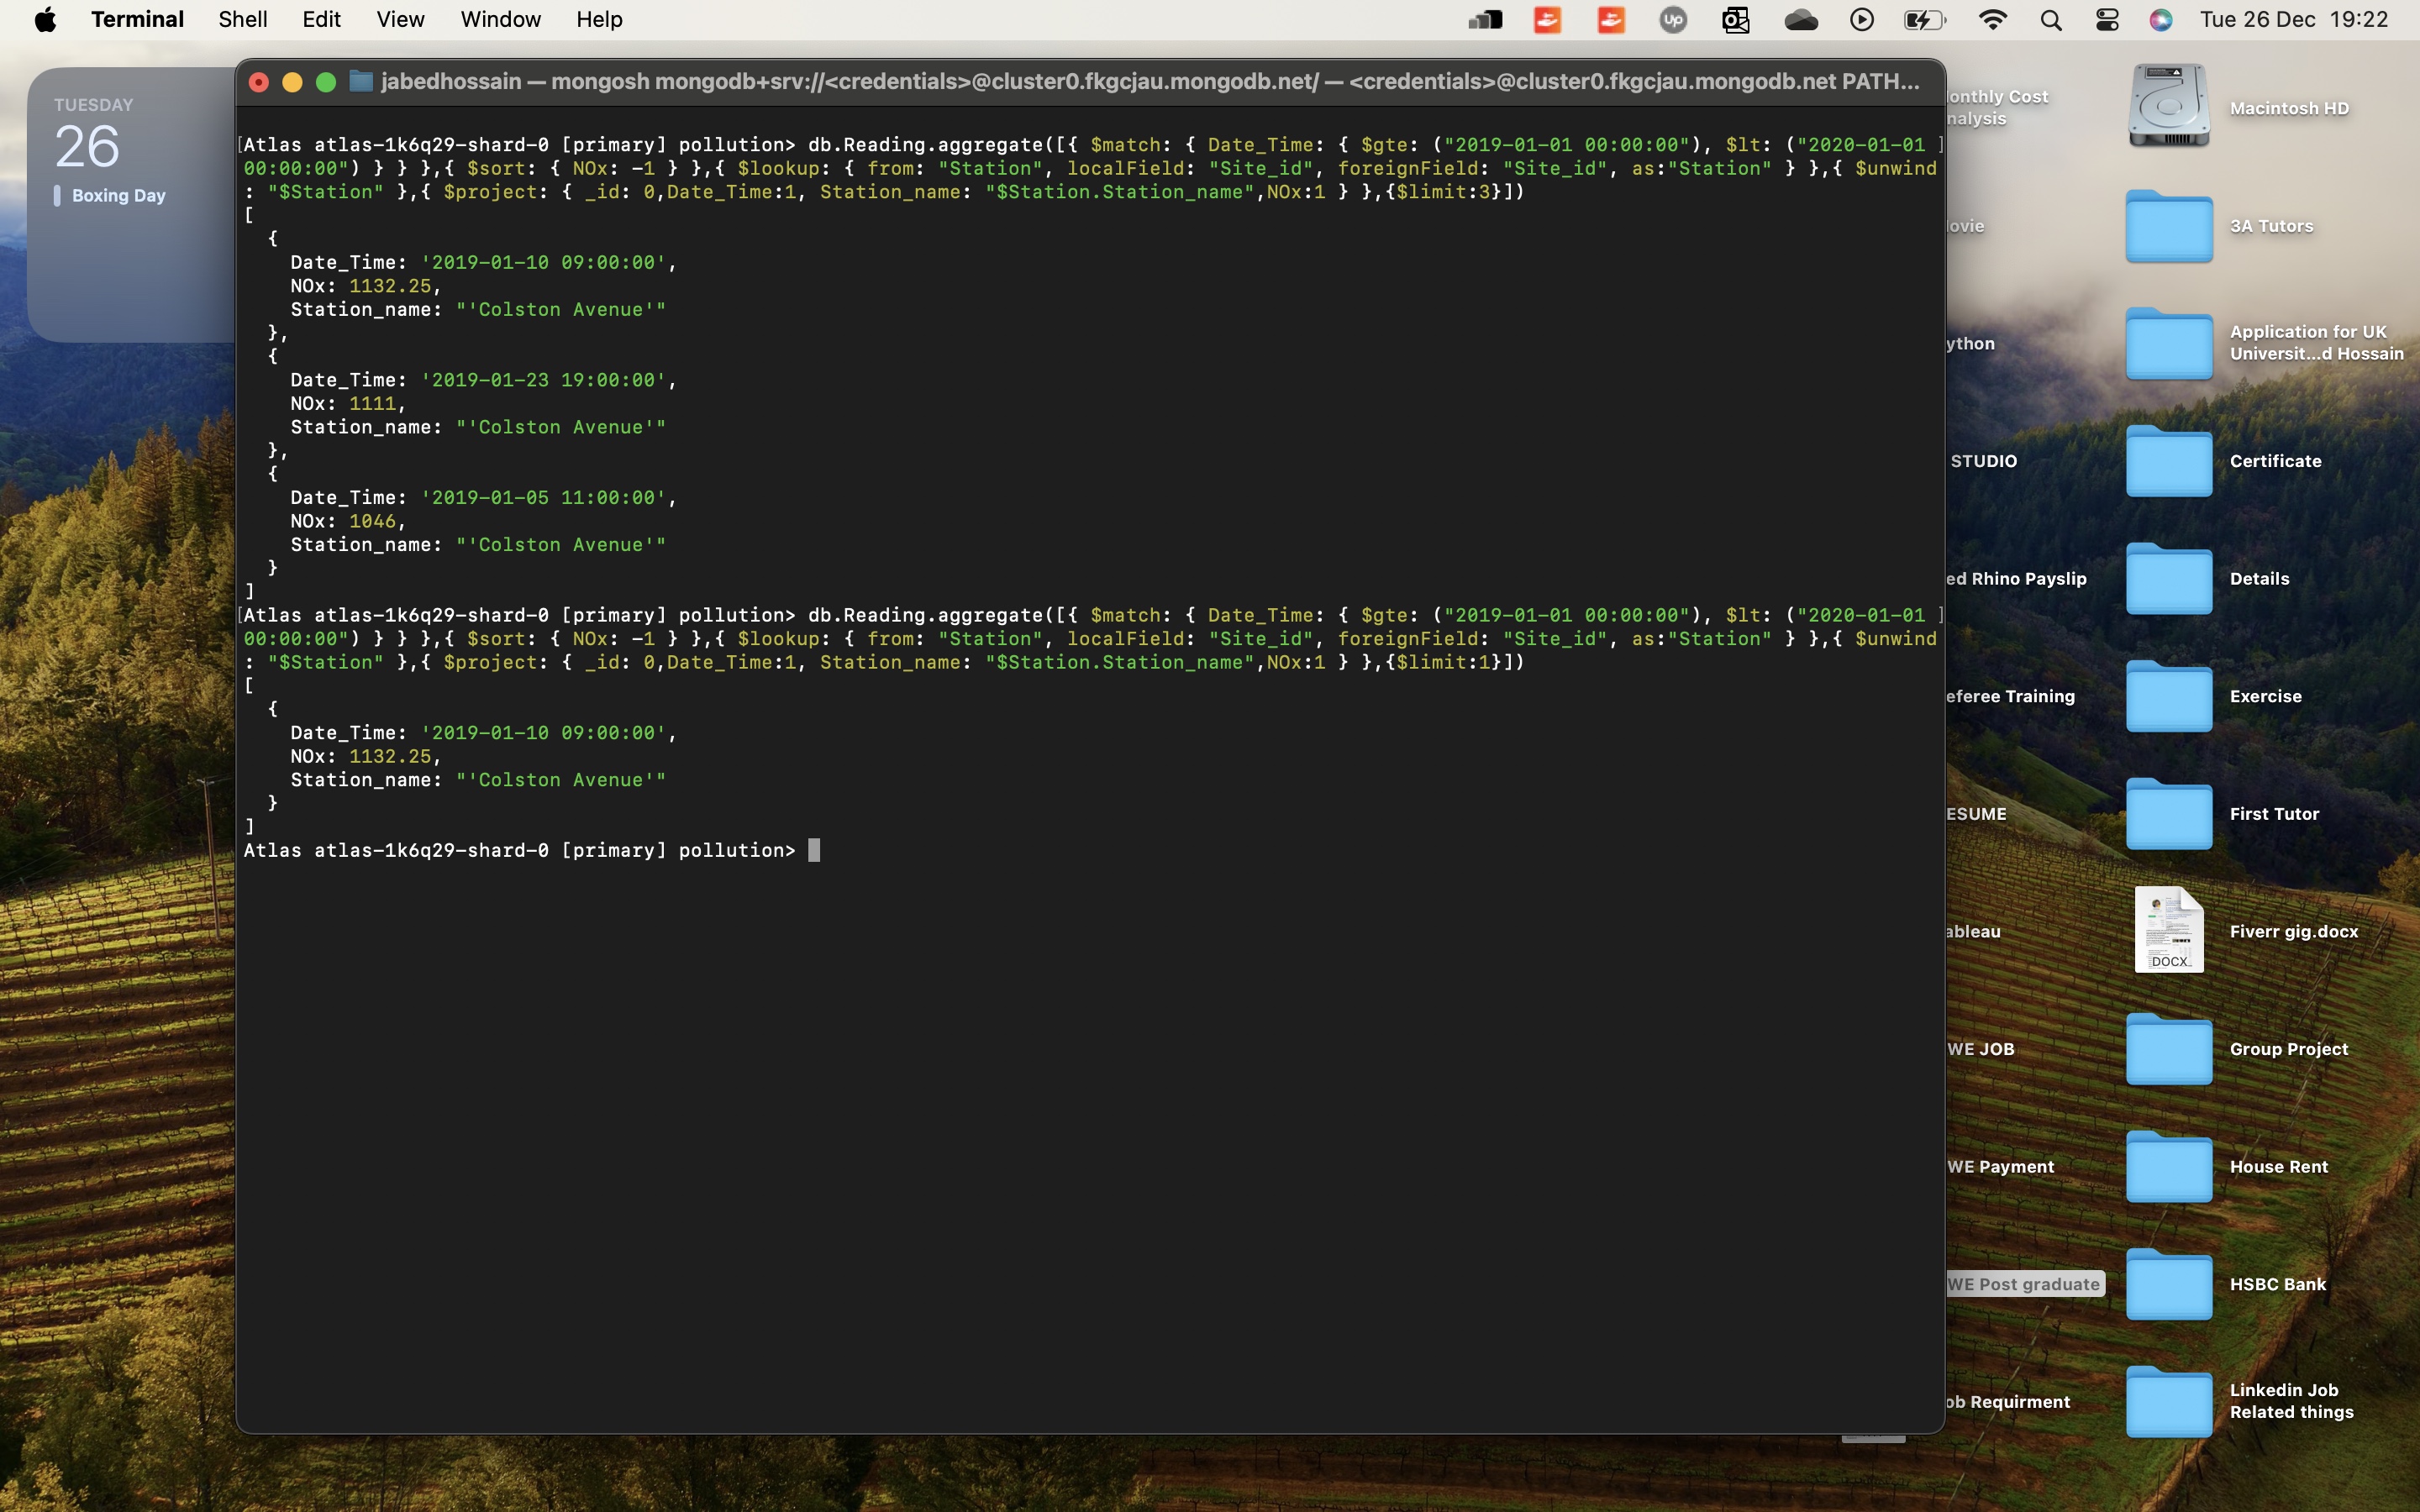 Terminal Shell Edit View Window Help Up Tue 26 Dec 19:22
TUESDAY
26
Boxing Day
jabedhossain — mongosh mongodb+srv://<credentials>@cluster0.fkgcjau.mongodb.net/ — <credentials>@cluster0.fkgcjau.mongodb.net PATH...
[Atlas atlas-1k6q29-shard-0 [primary] pollution> db.Reading.aggregate([{ $match: { Date_Time: { $gte: ("2019-01-01 00:00:00"), $lt: ("2020-01-01 ]
00:00:00") } } },{ $sort: { NOx: -1 } },{ $lookup: { from: "Station", localField: "Site_id", foreignField: "Site_id", as:"Station" } },{ $unwind
: "$Station" },{ $project: { _id: 0,Date_Time:1, Station_name: "$Station.Station_name",NOx:1 } },{$limit:3}])
[
{
Date_Time: '2019-01-10 09:00:00',
NOx: 1132.25,
Station_name: "'Colston Avenue'"
},
{
Date_Time: '2019-01-23 19:00:00',
NOx: 1111,
Station_name: "'Colston Avenue'"
},
{
Date_Time: '2019-01-05 11:00:00',
NOx: 1046,
Station_name: "'Colston Avenue'"
}
]
[Atlas atlas-1k6q29-shard-0 [primary] pollution> db.Reading.aggregate([{ $match: { Date_Time: { $gte: ("2019-01-01 00:00:00"), $lt: ("2020-01-01 ]
00:00:00") } } },{ $sort: { NOx: -1 } },{ $lookup: { from: "Station", localField: "Site_id", foreignField: "Site_id", as:"Station" } },{ $unwind
: "$Station" },{ $project: { _id: 0,Date_Time:1, Station_name: "$Station.Station_name",NOx:1 } },{$limit:1}])
[
{
Date_Time: '2019-01-10 09:00:00',
NOx: 1132.25,
Station_name: "'Colston Avenue'"
}
]
Atlas atlas-1k6q29-shard-0 [primary] pollution>
onthly Cost
nalysis
ovie
ython
STUDIO
ed Rhino Payslip
eferee Training
ESUME
ableau
WE JOB
WE Payment
WE Post graduate
ob Requirment
Macintosh HD
3A Tutors
Application for UK
Universit...d Hossain
Certificate
Details
Exercise
First Tutor
DOCX
Fiverr gig.docx
Group Project
House Rent
HSBC Bank
Linkedin Job
Related things